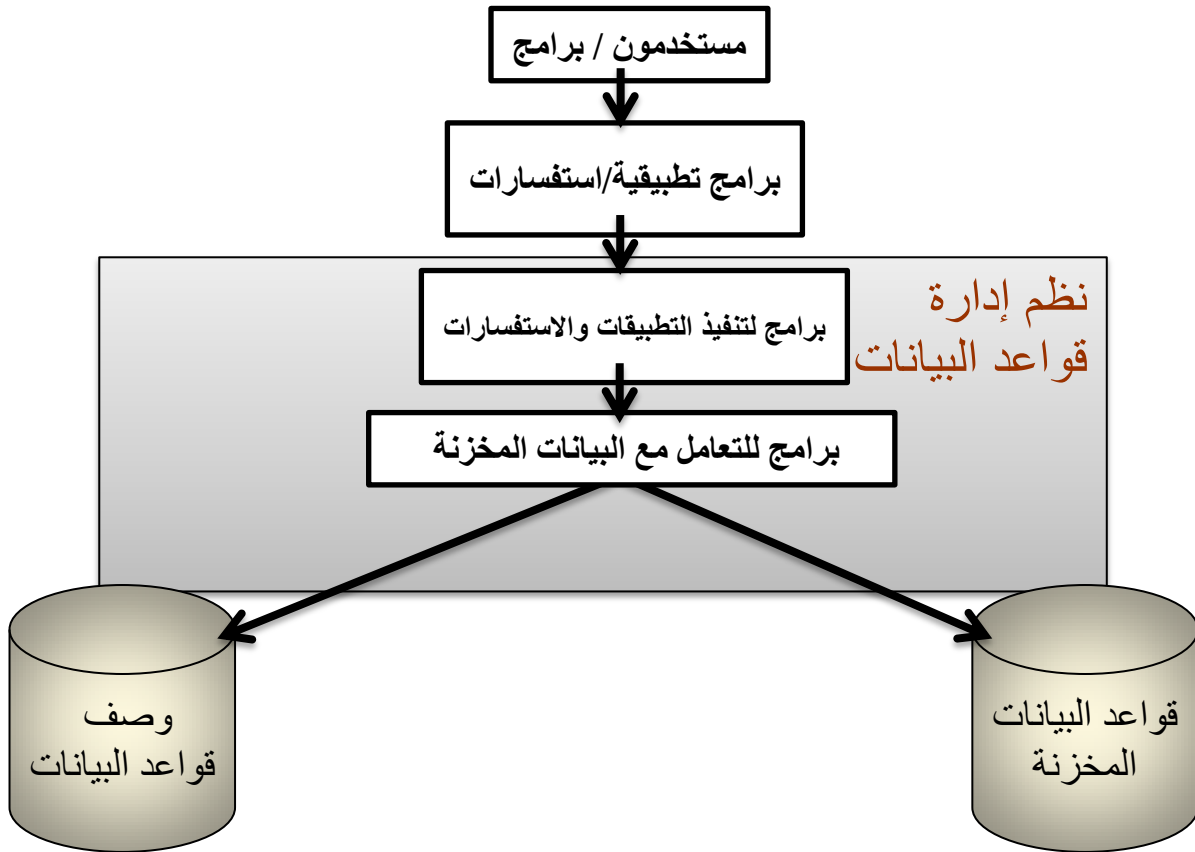 مستخدمون / برامج
برامج تطبيقية/استفسارات
نظم إدارة
قواعد البيانات
برامج لتنفيذ التطبيقات والاستفسارات
برامج للتعامل مع البيانات المخزنة
قواعد البيانات
المخزنة
وصف
قواعد البيانات